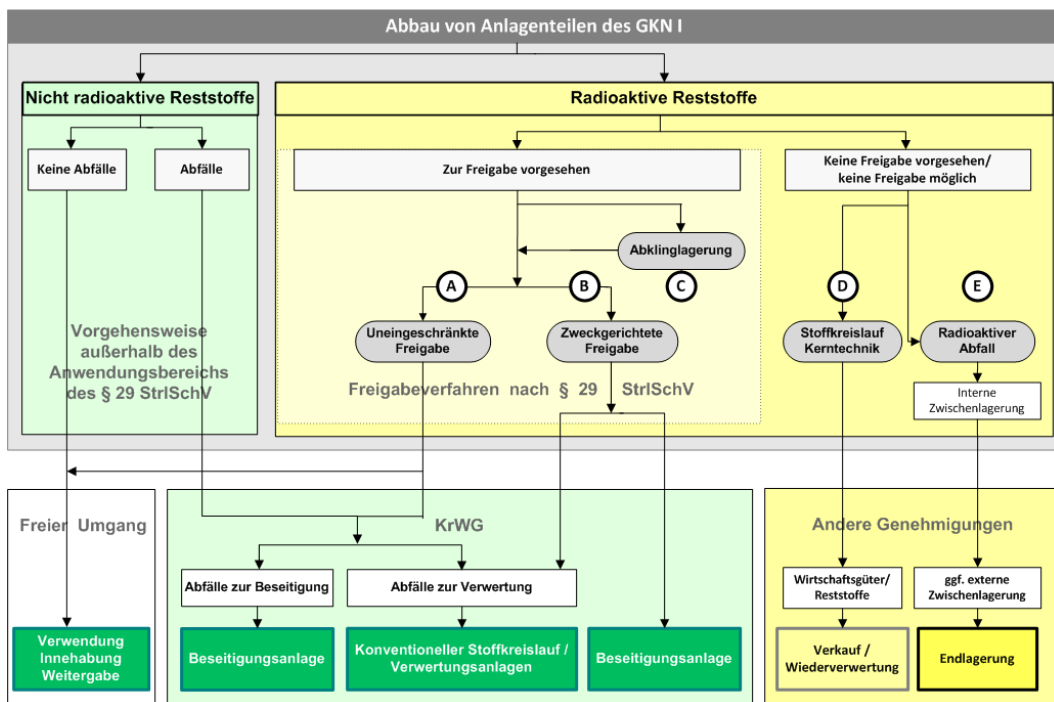 Abbau von Anlagenteilen des GKN I
Nicht radioaktive Reststoffe
Radioaktive Reststoffe
Keine Abfälle
Abfälle
Zur Freigabe vorgesehen
Keine Freigabe vorgesehen/
keine Freigabe möglich
Abklinglagerung
A
B
C
D
E
Uneingeschränkte
Freigabe
Zweckgerichtete
Freigabe
Stoffkreislauf
Kerntechnik
Radioaktiver
Abfall
Vorgehensweise
außerhalb des
Anwendungsbereichs
des § 29 StrlSchV
Freigabeverfahren nach § 29 StrlSchV
Interne
Zwischenlagerung
Freier Umgang
KrWG
Andere Genehmigungen
Abfälle zur Beseitigung
Abfälle zur Verwertung
Wirtschaftsgüter/
Reststoffe
ggf. externe
Zwischenlagerung
Verwendung
Innehabung
Weitergabe
Beseitigungsanlage
Konventioneller Stoffkreislauf /
Verwertungsanlagen
Beseitigungsanlage
Verkauf /
Wiederverwertung
Endlagerung